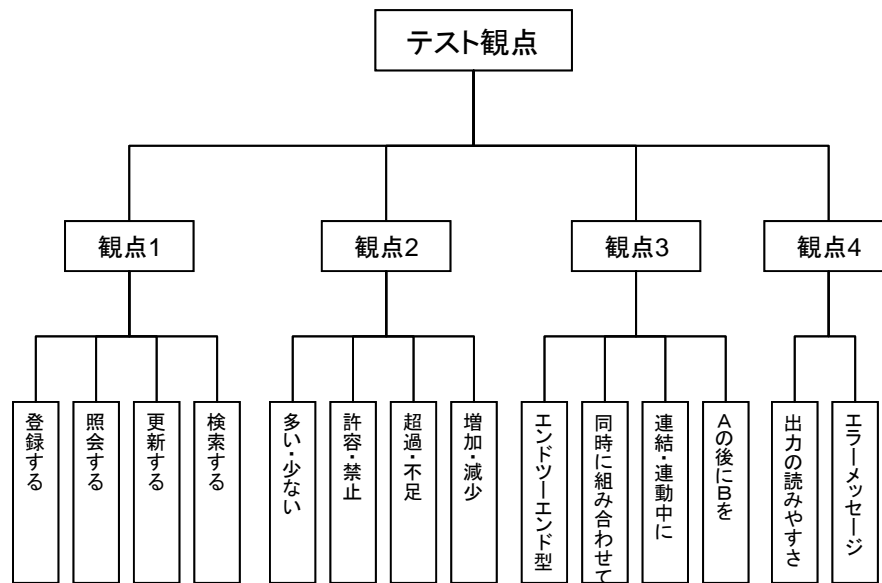 テスト観点
観点1
観点2
観点3
観点4
登録する
照会する
更新する
検索する
多い・少ない
許容・禁止
超過・不足
増加・減少
エンドツーエンド型
同時に組み合わせて
連結・連動中に
Aの後にBを
出力の読みやすさ
エラーメッセージ